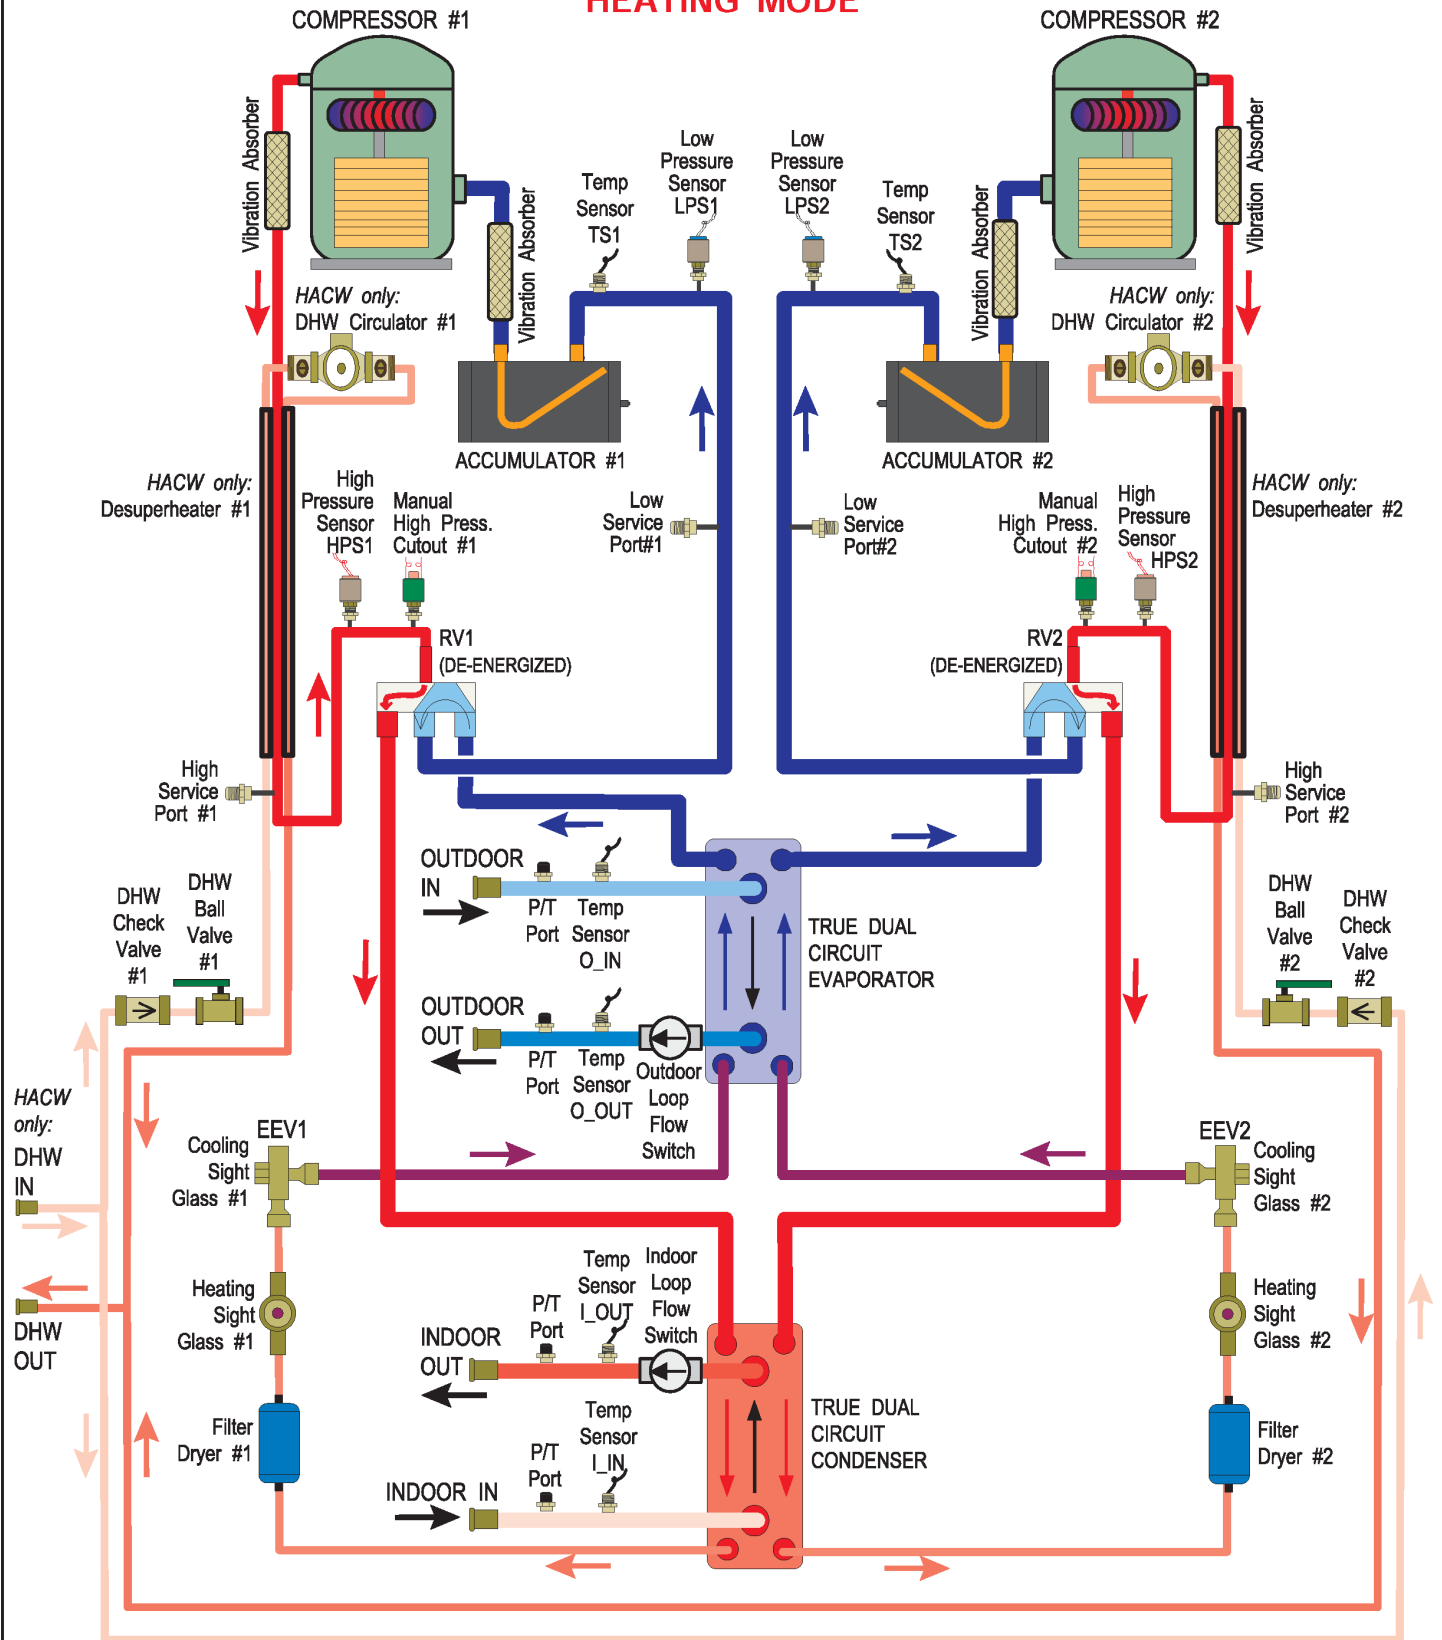 HEATING MODE
COMPRESSOR #1
COMPRESSOR #2
Vibration Absorber
Vibration Absorber
Vibration Absorber
Vibration Absorber
Temp
Sensor
TS1
Low
Pressure
Sensor
LPS1
Low
Pressure
Sensor
LPS2
Temp
Sensor
TS2
HACW only:
DHW Circulator #1
HACW only:
DHW Circulator #2
ACCUMULATOR #1
ACCUMULATOR #2
HACW only:
Desuperheater #1
High
Pressure
Sensor
HPS1
Manual
High Press.
Cutout #1
Low
Service
Port#1
Low
Service
Port#2
Manual
High Press.
Cutout #2
High
Pressure
Sensor
HPS2
HACW only:
Desuperheater #2
RV1
(DE-ENERGIZED)
RV2
(DE-ENERGIZED)
High
Service
Port #1
High
Service
Port #2
OUTDOOR
IN
P/T
Port
Temp
Sensor
O_IN
TRUE DUAL
CIRCUIT
EVAPORATOR
DHW
Check
Valve
#1
DHW
Ball
Valve
#1
DHW
Ball
Valve
#2
DHW
Check
Valve
#2
OUTDOOR
OUT
P/T
Port
Temp
Sensor
O_OUT
Outdoor
Loop
Flow
Switch
HACW
only:
DHW
IN
DHW
OUT
EEV1
Cooling
Sight
Glass #1
EEV2
Cooling
Sight
Glass #2
Heating
Sight
Glass #1
Heating
Sight
Glass #2
INDOOR
OUT
P/T
Port
Temp
Sensor
I_OUT
Indoor
Loop
Flow
Switch
Filter
Dryer #1
INDOOR IN
P/T
Port
Temp
Sensor
I_IN
TRUE DUAL
CIRCUIT
CONDENSER
Filter
Dryer #2